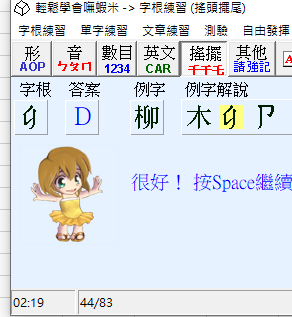 輕鬆學會嘸蝦米 -> 字根練習 (搖頭擺尾)
字根練習 單字練習 文章練習 測驗 自由發揮
形 音 數目 英文 搖擺 其他
AOP ㄅㄆㄇ 1234 CAR 千千毛 請強記
字根 答案 例字 例字解說
D 柳 木 卩
很好! 按Space繼續
02:19 44/83